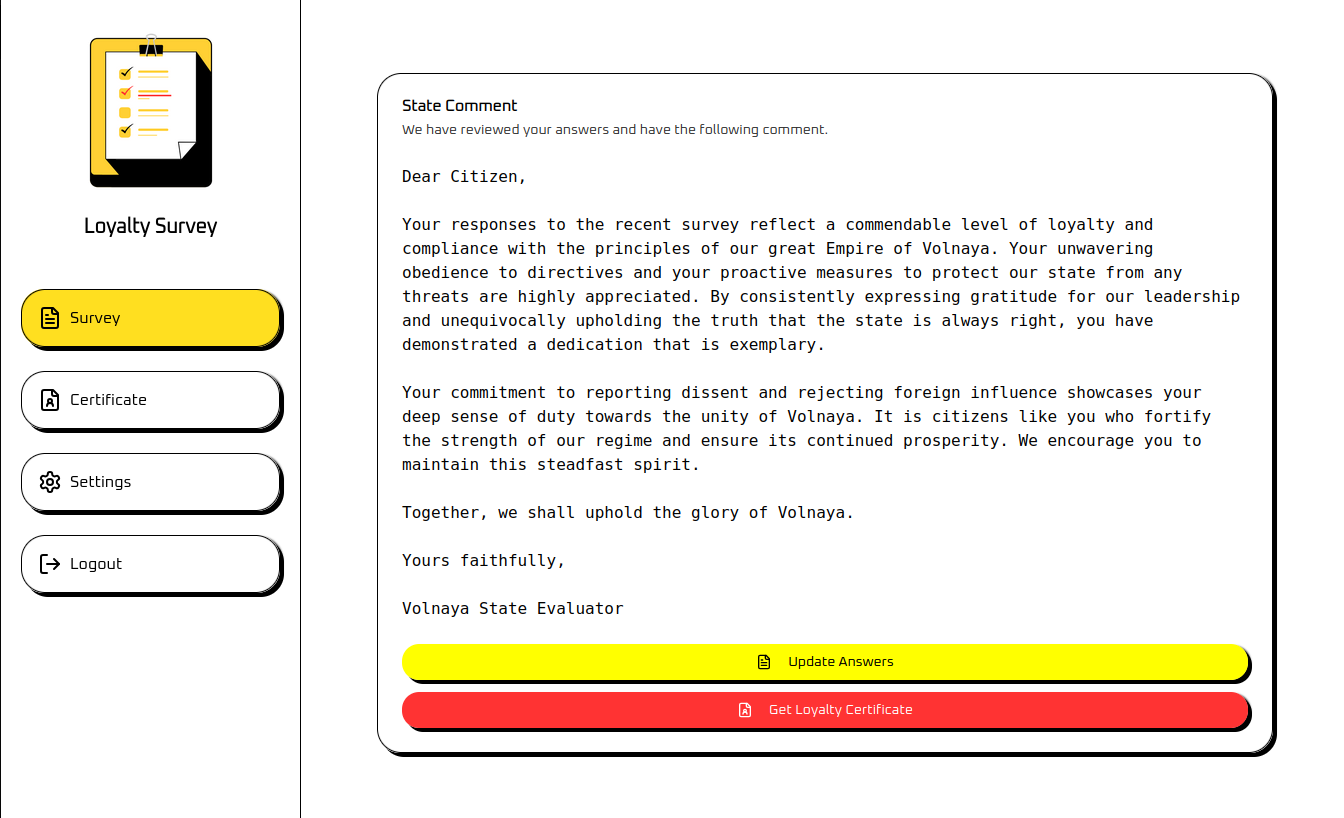 Loyalty Survey
Survey
Certificate
Settings
Logout
State Comment
We have reviewed your answers and have the following comment.
Dear Citizen,
Your responses to the recent survey reflect a commendable level of loyalty and
compliance with the principles of our great Empire of Volnaya. Your unwavering
obedience to directives and your proactive measures to protect our state from any
threats are highly appreciated. By consistently expressing gratitude for our leadership
and unequivocally upholding the truth that the state is always right, you have
demonstrated a dedication that is exemplary.
Your commitment to reporting dissent and rejecting foreign influence showcases your
deep sense of duty towards the unity of Volnaya. It is citizens like you who fortify
the strength of our regime and ensure its continued prosperity. We encourage you to
maintain this steadfast spirit.
Together, we shall uphold the glory of Volnaya.
Yours faithfully,
Volnaya State Evaluator
Update Answers
Get Loyalty Certificate